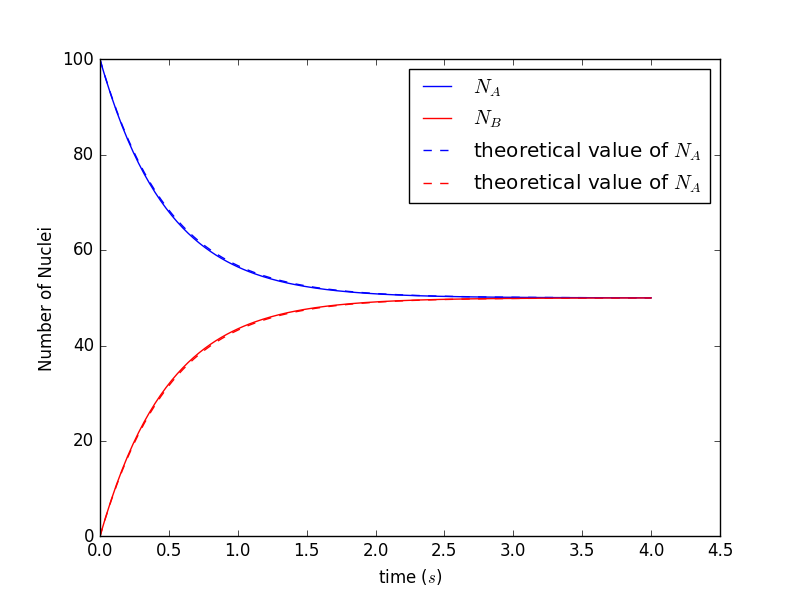 100
80
60
40
20
0
Number of Nuclei
N_A
N_B
theoretical value of N_A
theoretical value of N_A
0.0 0.5 1.0 1.5 2.0 2.5 3.0 3.5 4.0 4.5
time (s)